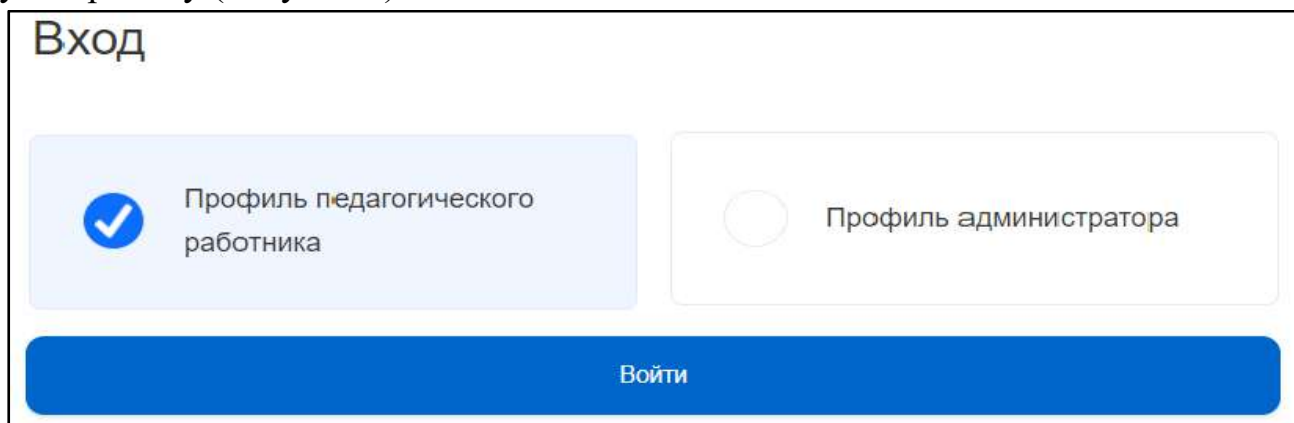 Вход
Профиль педагогического
работника
Профиль администратора
Войти